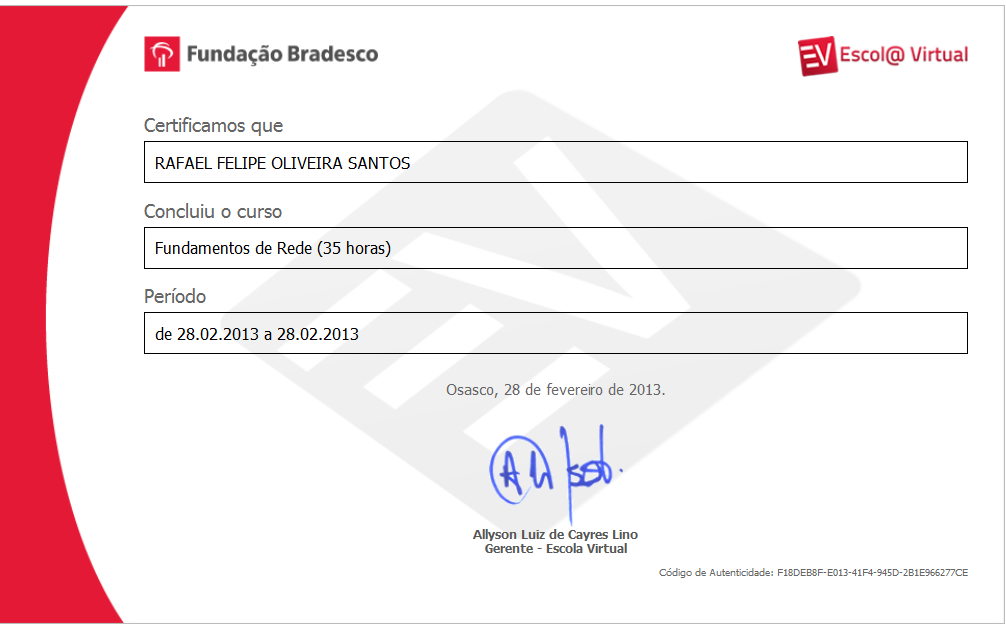 Fundação Bradesco
EV Escol@ Virtual
Certificamos que
RAFAEL FELIPE OLIVEIRA SANTOS
Concluiu o curso
Fundamentos de Rede (35 horas)
Período
de 28.02.2013 a 28.02.2013
Osasco, 28 de fevereiro de 2013.
Allyson Luiz de Cayres Lino
Gerente - Escola Virtual
Código de Autenticidade: F18DEB8F-E013-41F4-945D-2B1E966277CE